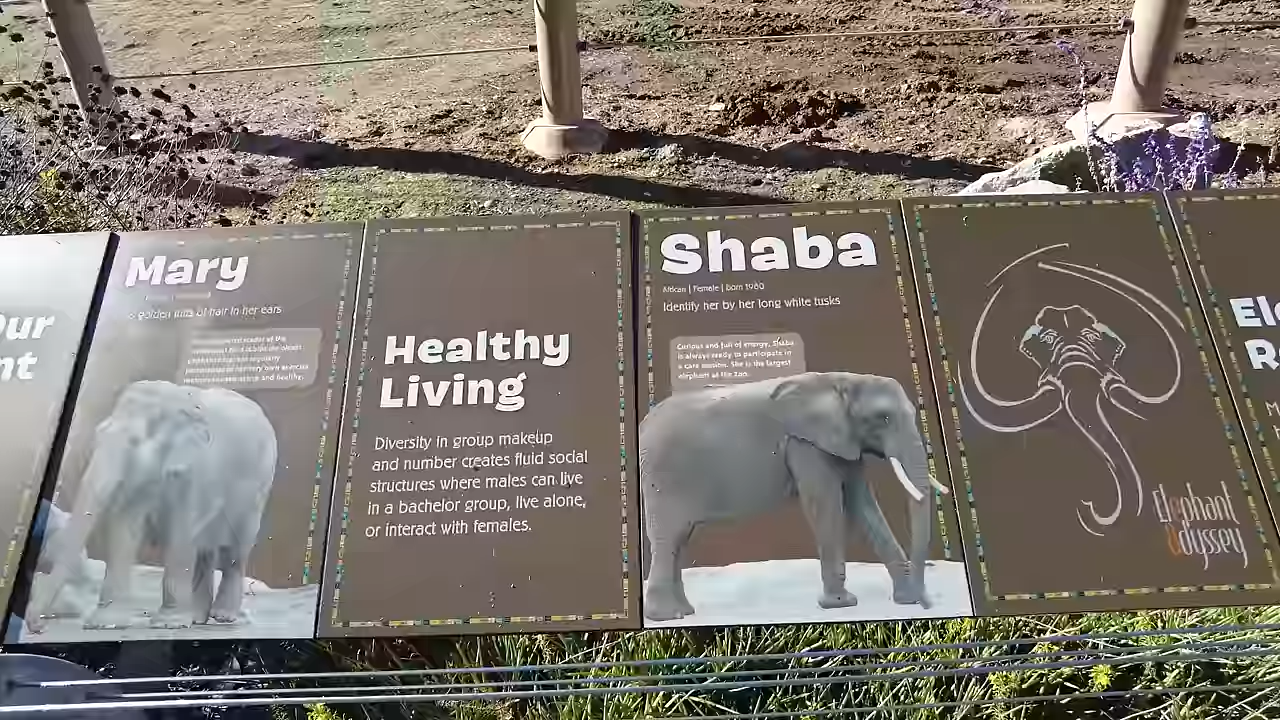 Our
nt
Mary
golden tufts of hair in her ears
Healthy
Living
Diversity in group makeup
and number creates fluid social
structures where males can live
in a bachelor group, live alone,
or interact with females.
Shaba
African | Female | Born 1980
Identify her by her long white tusks
Curious and full of energy, Shaba
is always ready to participate in
a care session. She is the largest
elephant at the Zoo.
Elephant
Odyssey
Ele
R